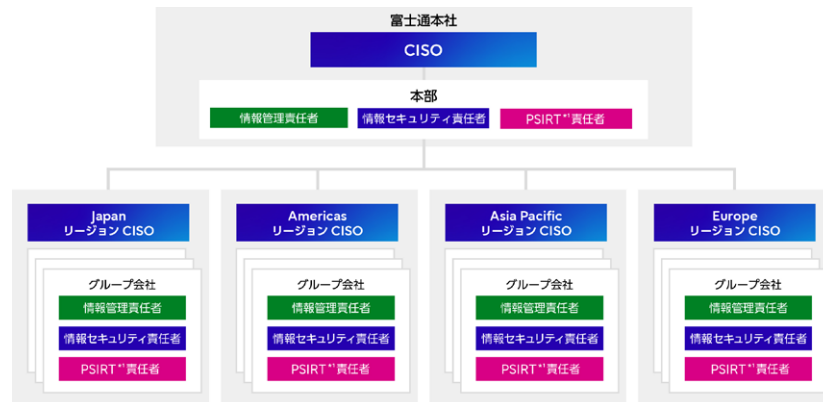 富士通本社
CISO
本部
情報管理責任者
情報セキュリティ責任者
PSIRT*1責任者
Japan
リージョン CISO
グループ会社
情報管理責任者
情報セキュリティ責任者
PSIRT*1責任者
Americas
リージョン CISO
グループ会社
情報管理責任者
情報セキュリティ責任者
PSIRT*1責任者
Asia Pacific
リージョン CISO
グループ会社
情報管理責任者
情報セキュリティ責任者
PSIRT*1責任者
Europe
リージョン CISO
グループ会社
情報管理責任者
情報セキュリティ責任者
PSIRT*1責任者